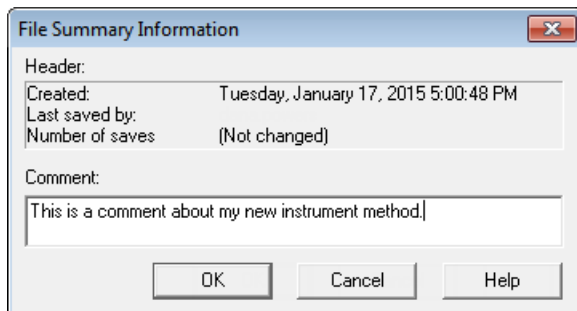 File Summary Information
Header:
Created: Tuesday, January 17, 2015 5:00:48 PM
Last saved by:
Number of saves (Not changed)
Comment:
This is a comment about my new instrument method.
OK Cancel Help